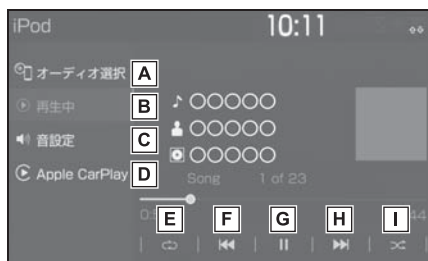 iPod 10:11
オーディオ選択 A
再生中 B
音設定 C
Apple CarPlay D
♪ ○○○○○
○○○○○
○○○○○
Song 1 of 23
E F G H I